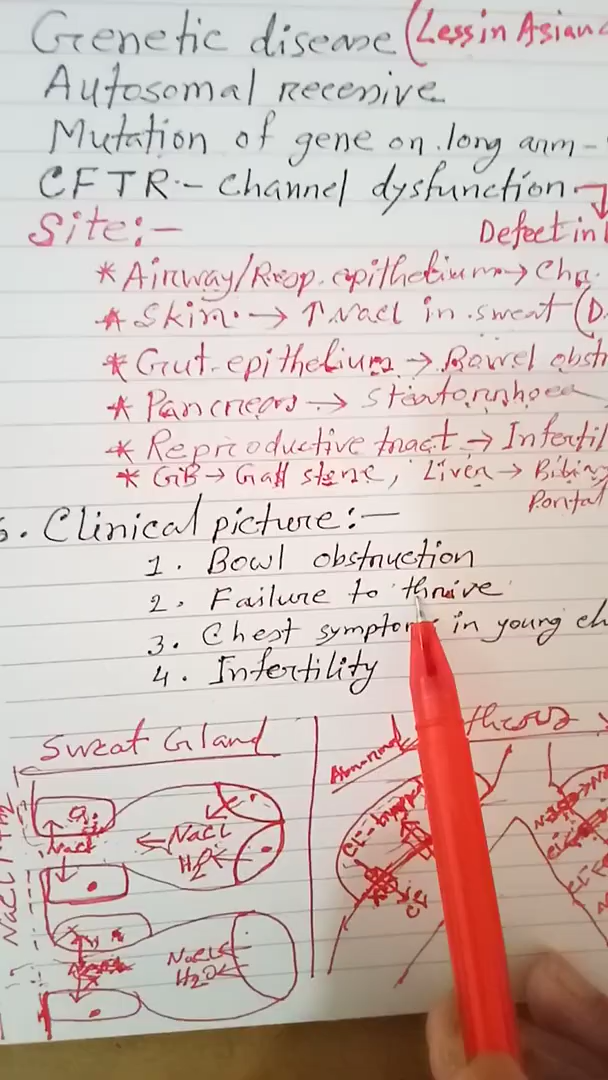 Genetic disease (Less in Asian
Autosomal recessive
Mutation of gene on long arm -
CFTR:- Channel dysfunction
Site:-
Defect in
* Airway/Resp. epithelium → Cha
* Skin → ↑ Nacl in sweat (D.
* Gut epithelium → Bowel obst
* Pancreas → Steatorrhoea
* Reproductive tract → Infertil
* GB → Gall stone, Liver →
Portal
. Clinical picture:-
1. Bowl obstruction
2. Failure to thrive
3. Chest symptoms in young ch
4. Infertility
Sweat Gland
Abnormal
Nacl
Nacl
H2O
Nacl
H2O